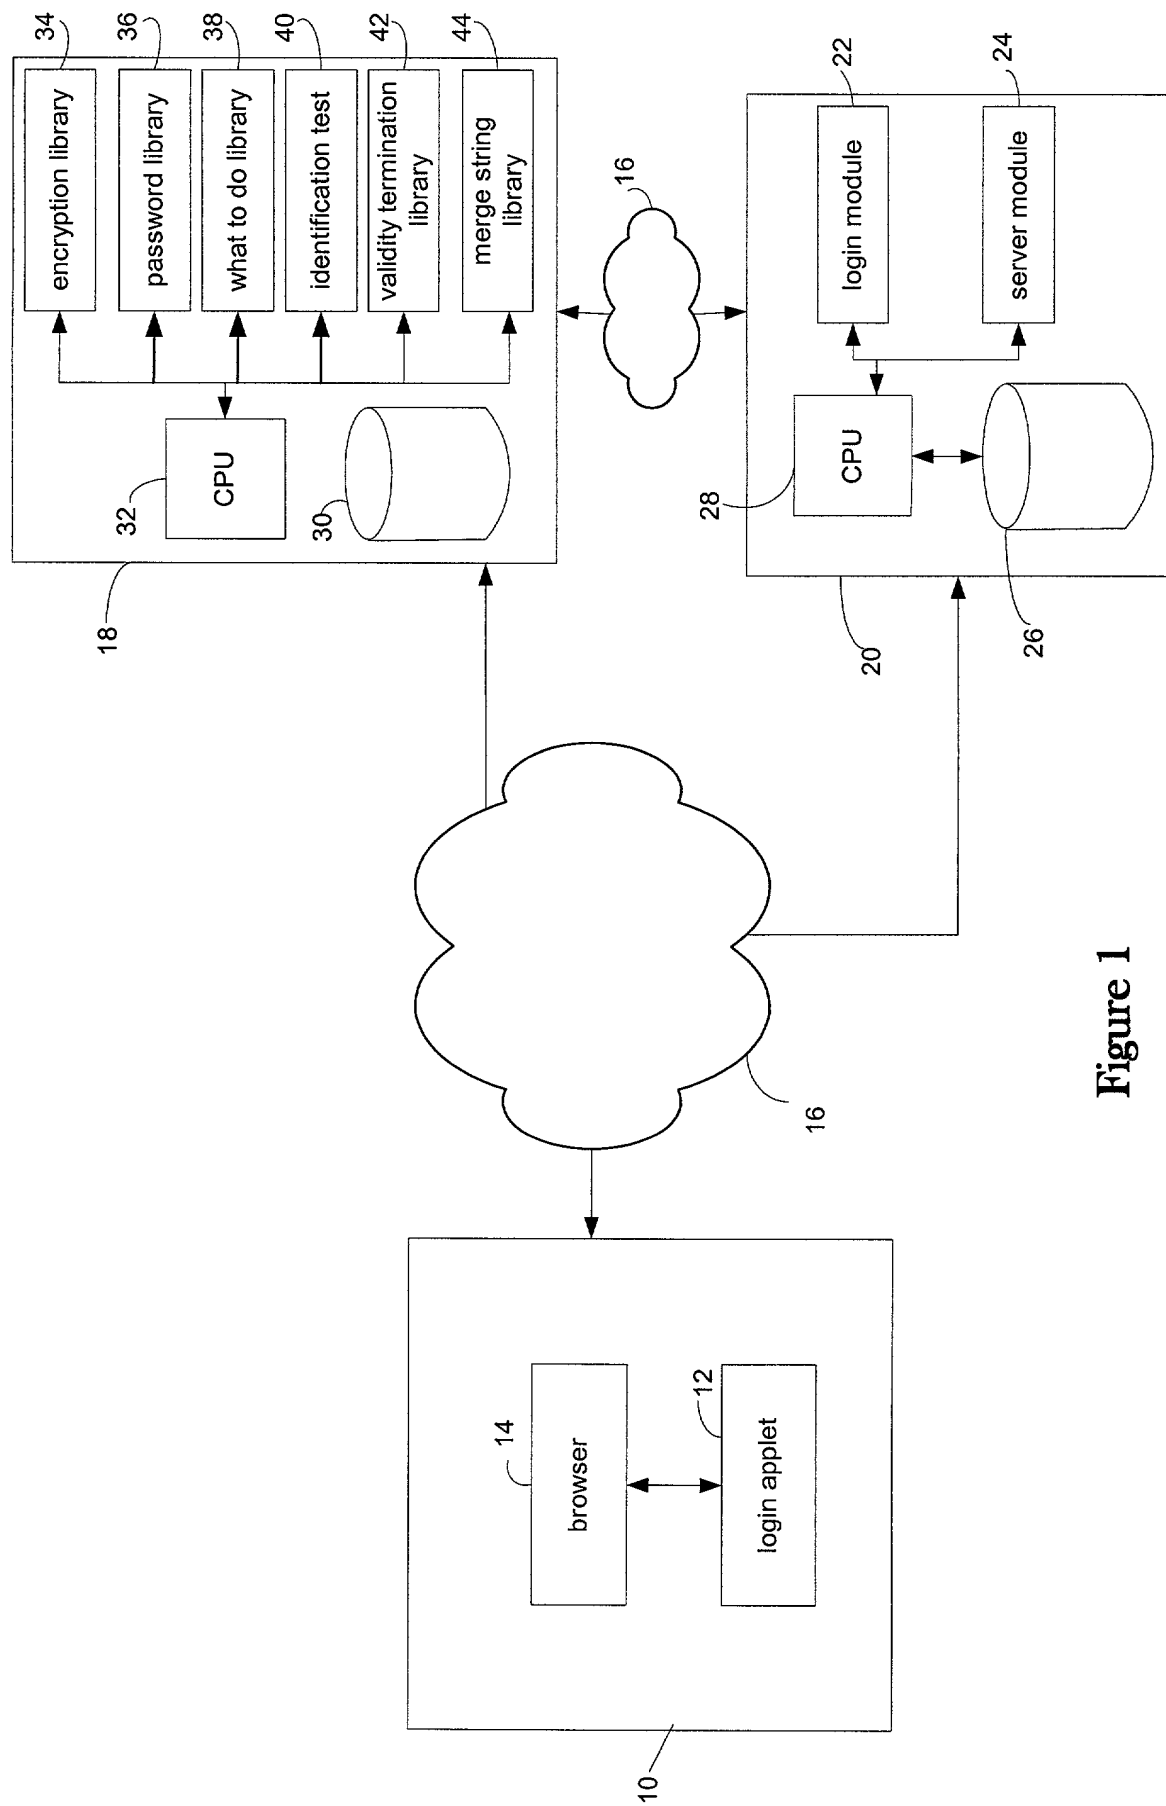 34
encryption library
36
password library
38
what to do library
40
identification test
42
validity termination
library
44
merge string
library
32
CPU
30
18
16
22
login module
24
server module
28
CPU
26
20
16
14
browser
12
login applet
10
Figure 1